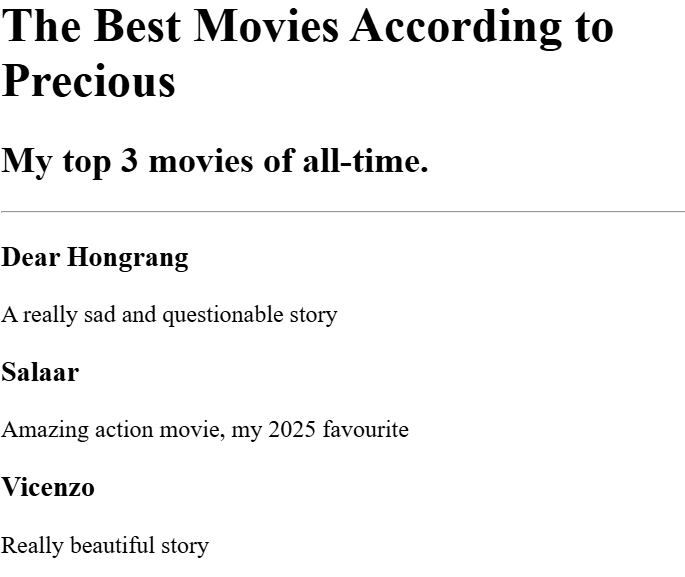 The Best Movies According to
Precious
My top 3 movies of all-time.
Dear Hongrang
A really sad and questionable story
Salaar
Amazing action movie, my 2025 favourite
Vicenzo
Really beautiful story